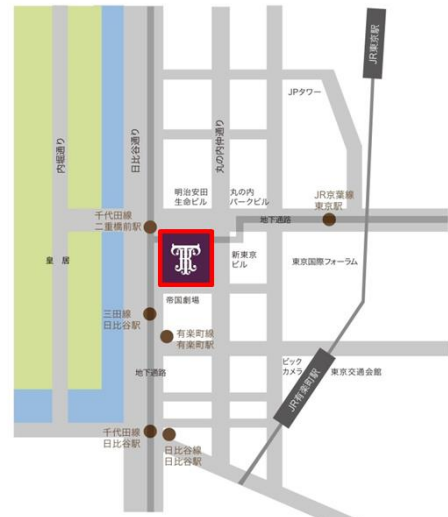 JR東京駅
JPタワー
内堀通り
日比谷通り
丸の内仲通り
明治安田
生命ビル
丸の内
パークビル
JR京葉線
東京駅
千代田線
二重橋前駅
地下通路
皇 居
新東京
ビル
東京国際フォーラム
帝国劇場
三田線
日比谷駅
有楽町線
有楽町駅
ビック
カメラ
東京交通会館
地下通路
JR有楽町駅
千代田線
日比谷駅
日比谷線
日比谷駅